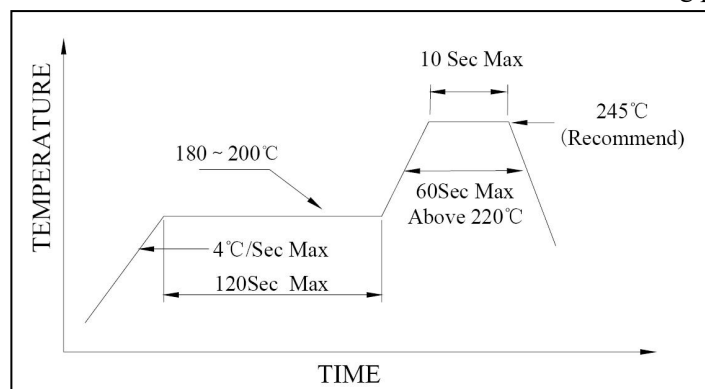 10 Sec Max
245℃
(Recommend)
180 ~ 200℃
60Sec Max
Above 220℃
4℃/Sec Max
120Sec Max
TEMPERATURE
TIME